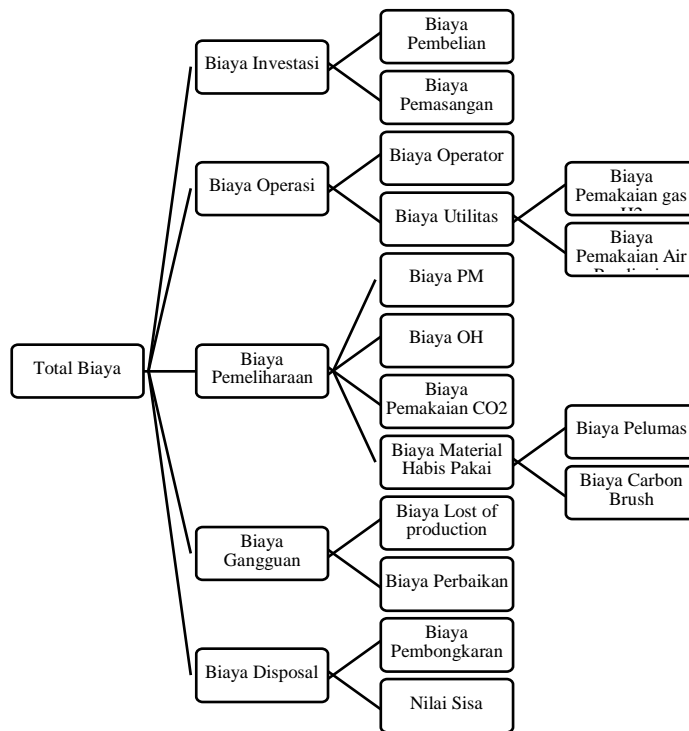 Total Biaya
Biaya Investasi
Biaya
Pembelian
Biaya
Pemasangan
Biaya Operasi
Biaya Operator
Biaya Utilitas
Biaya
Pemakaian gas
H2
Biaya
Pemakaian Air
Biaya
Pemeliharaan
Biaya PM
Biaya OH
Biaya
Pemakaian CO2
Biaya Material
Habis Pakai
Biaya Pelumas
Biaya Carbon
Brush
Biaya
Gangguan
Biaya Lost of
production
Biaya Perbaikan
Biaya Disposal
Biaya
Pembongkaran
Nilai Sisa